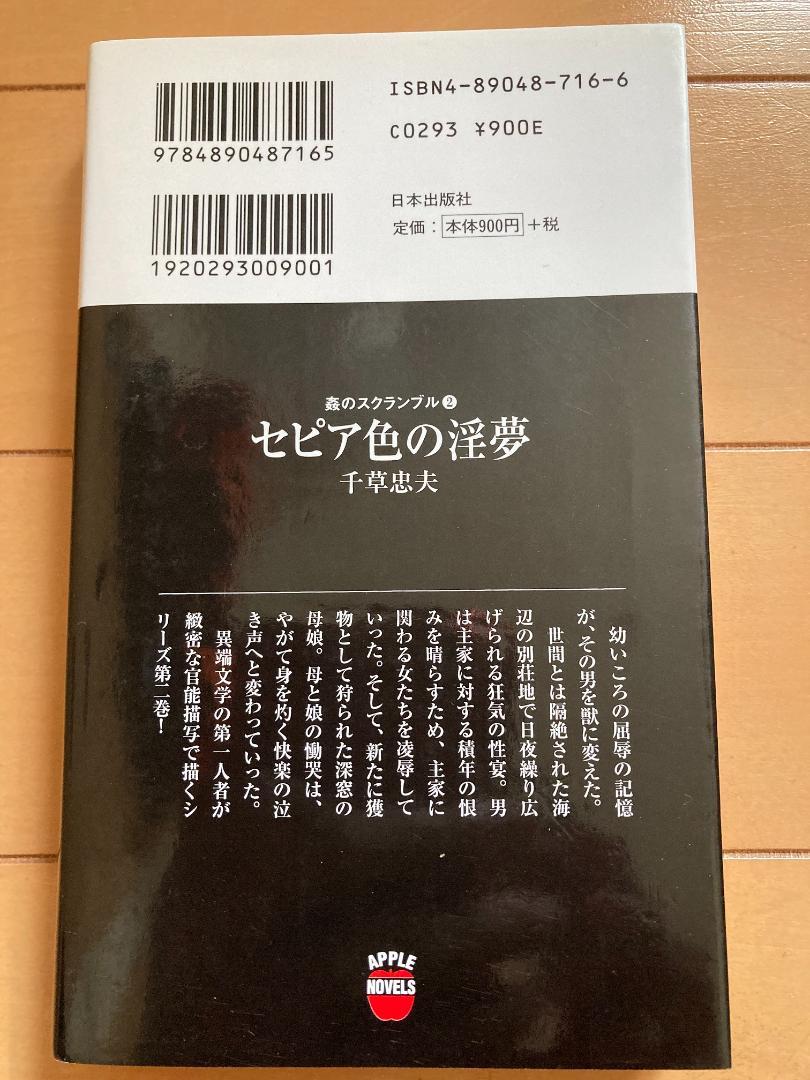 ISBN4-89048-716-6
9784890487165
C0293 ¥900E
日本出版社
定価：本体900円+税
1920293009001
姦のスクランブル❷
セピア色の淫夢
千草忠夫
幼いころの屈辱の記憶
が、その男を獣に変えた。
世間とは隔絶された海
辺の別荘地で日夜繰り広
げられる狂気の性宴。男
は主家に対する積年の恨
みを晴らすため、主家に
関わる女たちを凌辱して
いった。そして、新たに獲
物として狩られた深窓の
母娘。母と娘の慟哭は、
やがて身を灼く快楽の泣
き声へと変わっていった。
異端文学の第一人者が
緻密な官能描写で描くシ
リーズ第二巻！
APPLE
NOVELS